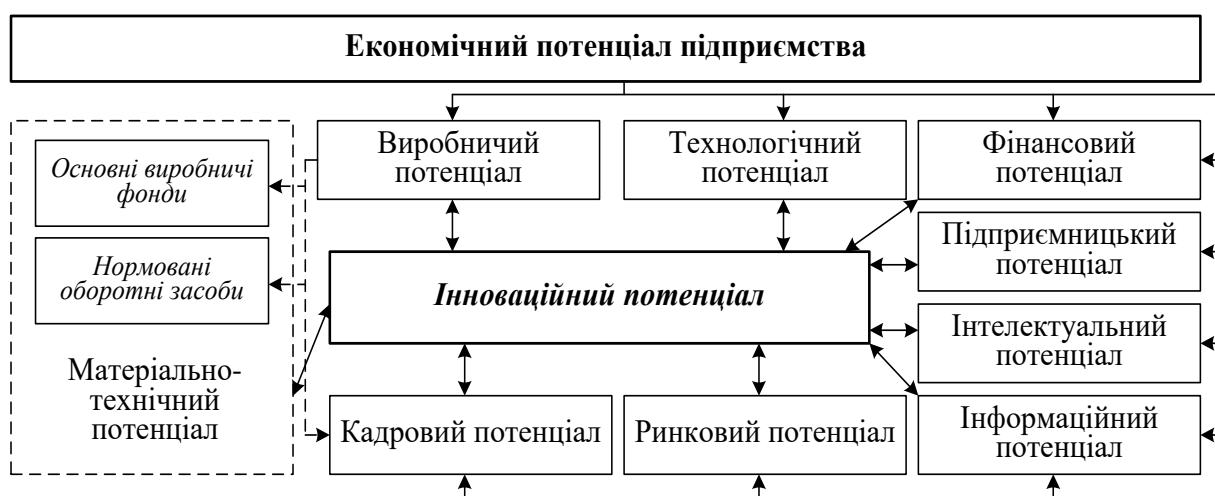 Економічний потенціал підприємства
Виробничий
потенціал
Технологічний
потенціал
Фінансовий
потенціал
Основні виробничі
фонди
Нормовані
оборотні засоби
Матеріально-
технічний
потенціал
Інноваційний потенціал
Підприємницький
потенціал
Інтелектуальний
потенціал
Кадровий потенціал
Ринковий потенціал
Інформаційний
потенціал